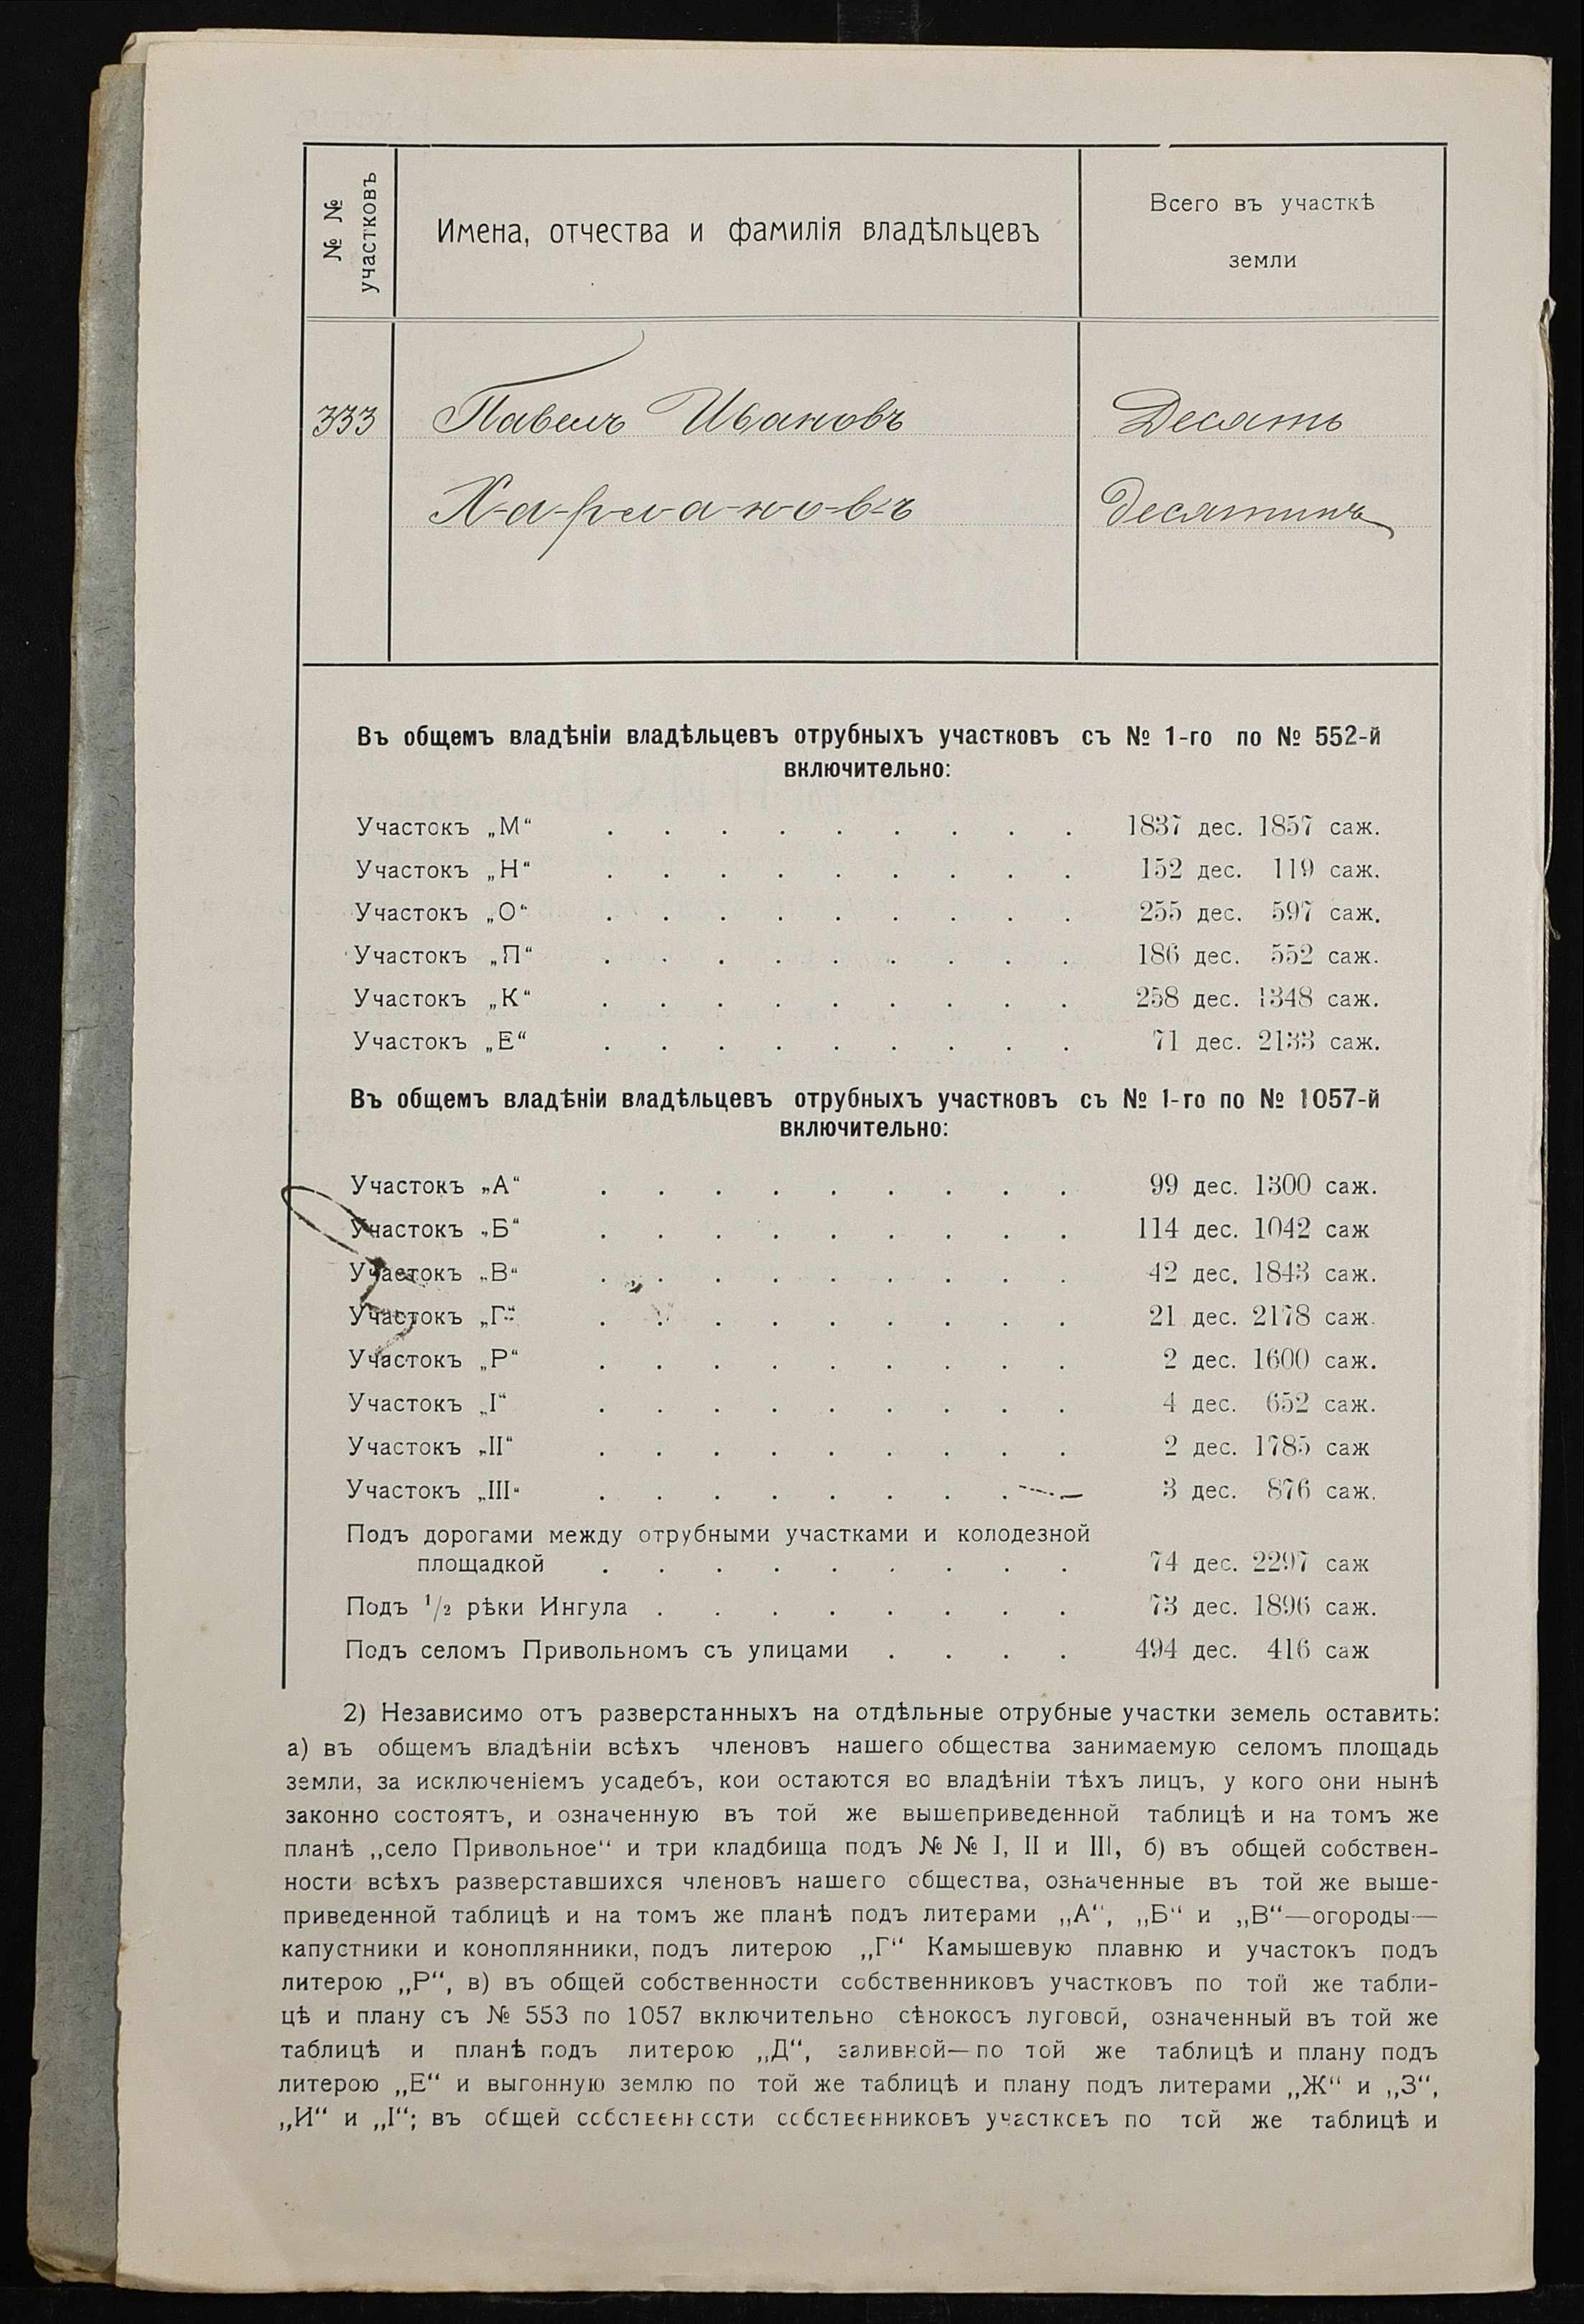 № № участковъ
Имена, отчества и фамилія владѣльцевъ
Всего въ участкѣ
земли
333 Павелъ Ивановъ Десять
Х-а-р-л-а-н-о-в-ъ десятинъ
Въ общемъ владѣніи владѣльцевъ отрубныхъ участковъ съ № 1-го по № 552-й
включительно:
Участокъ „М“ . . . . . . . . . 1837 дес. 1857 саж.
Участокъ „Н“ . . . . . . . . . 152 дес. 119 саж.
Участокъ „О“ . . . . . . . . . 255 дес. 597 саж.
Участокъ „П“ . . . . . . . . . 186 дес. 552 саж.
Участокъ „К“ . . . . . . . . . 258 дес. 1348 саж.
Участокъ „Е“ . . . . . . . . . 71 дес. 2133 саж.
Въ общемъ владѣніи владѣльцевъ отрубныхъ участковъ съ № 1-го по № 1057-й
включительно:
Участокъ „А“ . . . . . . . . . 99 дес. 1300 саж.
Участокъ „Б“ . . . . . . . . . 114 дес. 1042 саж
Участокъ „В“ . . . . . . . . . 42 дес. 1843 саж.
Участокъ „Г“ . . . . . . . . . 21 дес. 2178 саж.
Участокъ „Р“ . . . . . . . . . 2 дес. 1600 саж.
Участокъ „I“ . . . . . . . . . 4 дес. 652 саж.
Участокъ „II“ . . . . . . . . . 2 дес. 1785 саж
Участокъ „III“ . . . . . . . . 3 дес. 876 саж.
Подъ дорогами между отрубными участками и колодезной
площадкой . . . . . . . . . 74 дес. 2297 саж
Подъ 1/2 рѣки Ингула . . . . . . . . 73 дес. 1896 саж.
Подъ селомъ Привольномъ съ улицами . . . . 494 дес. 416 саж
2) Независимо отъ разверстанныхъ на отдѣльные отрубные участки земель оставить:
а) въ общемъ владѣніи всѣхъ членовъ нашего общества занимаемую селомъ площадь
земли, за исключеніемъ усадебъ, кои остаются во владѣніи тѣхъ лицъ, у кого они нынѣ
законно состоятъ, и означенную въ той же вышеприведенной таблицѣ и на томъ же
планѣ „село Привольное“ и три кладбища подъ № № I, II и III, б) въ общей собствен-
ности всѣхъ разверставшихся членовъ нашего общества, означенные въ той же выше-
приведенной таблицѣ и на томъ же планѣ подъ литерами „А“, „Б“ и „В“—огороды—
капустники и коноплянники, подъ литерою „Г“ Камышевую плавню и участокъ подъ
литерою „Р“, в) въ общей собственности собственниковъ участковъ по той же табли-
цѣ и плану съ № 553 по 1057 включительно сѣнокосъ луговой, означенный въ той же
таблицѣ и планѣ подъ литерою „Д“, заливной—по той же таблицѣ и плану подъ
литерою „Е“ и выгонную землю по той же таблицѣ и плану подъ литерами „Ж“ и „З“,
„И“ и „І“; въ общей собственности собственниковъ участковъ по той же таблицѣ и